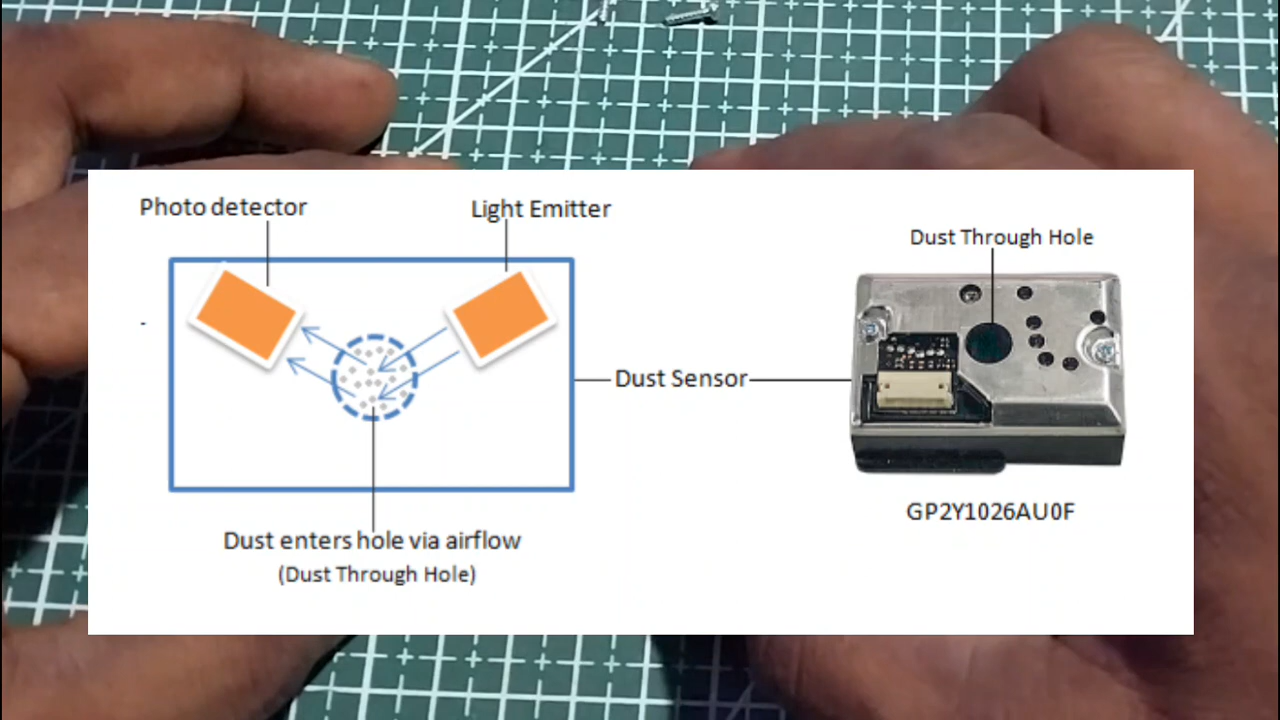 Photo detector
Light Emitter
Dust Through Hole
Dust Sensor
GP2Y1026AU0F
Dust enters hole via airflow
(Dust Through Hole)